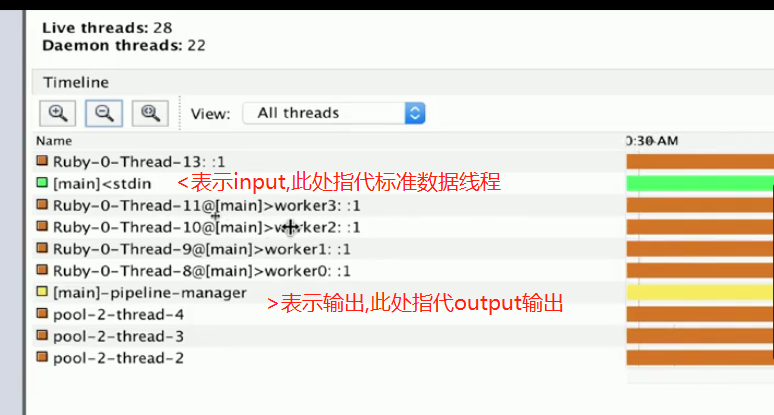 Live threads: 28
Daemon threads: 22
Timeline
View: All threads
Name 0:30 AM
Ruby-0-Thread-13: :1
[main]<stdin <表示input,此处指代标准数据线程
Ruby-0-Thread-11@[main]>worker3: :1
Ruby-0-Thread-10@[main]>worker2: :1
Ruby-0-Thread-9@[main]>worker1: :1
Ruby-0-Thread-8@[main]>worker0: :1
[main]-pipeline-manager
>表示输出,此处指代output输出
pool-2-thread-4
pool-2-thread-3
pool-2-thread-2